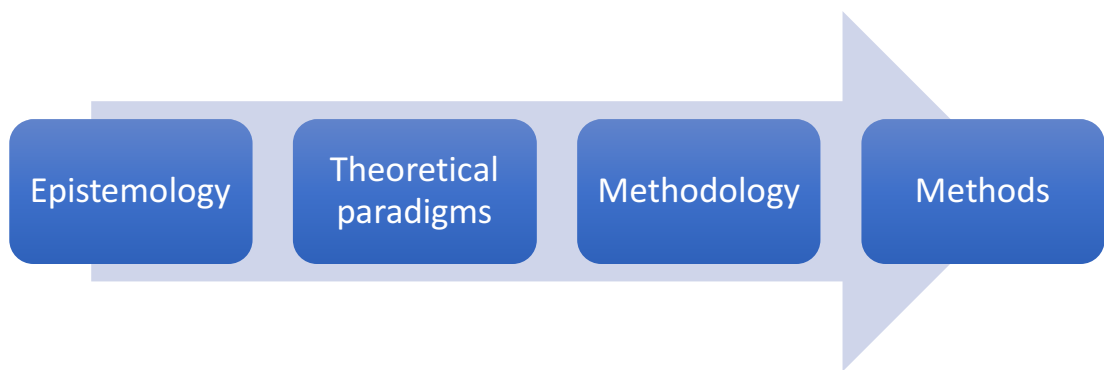 Epistemology
Theoretical
paradigms
Methodology
Methods